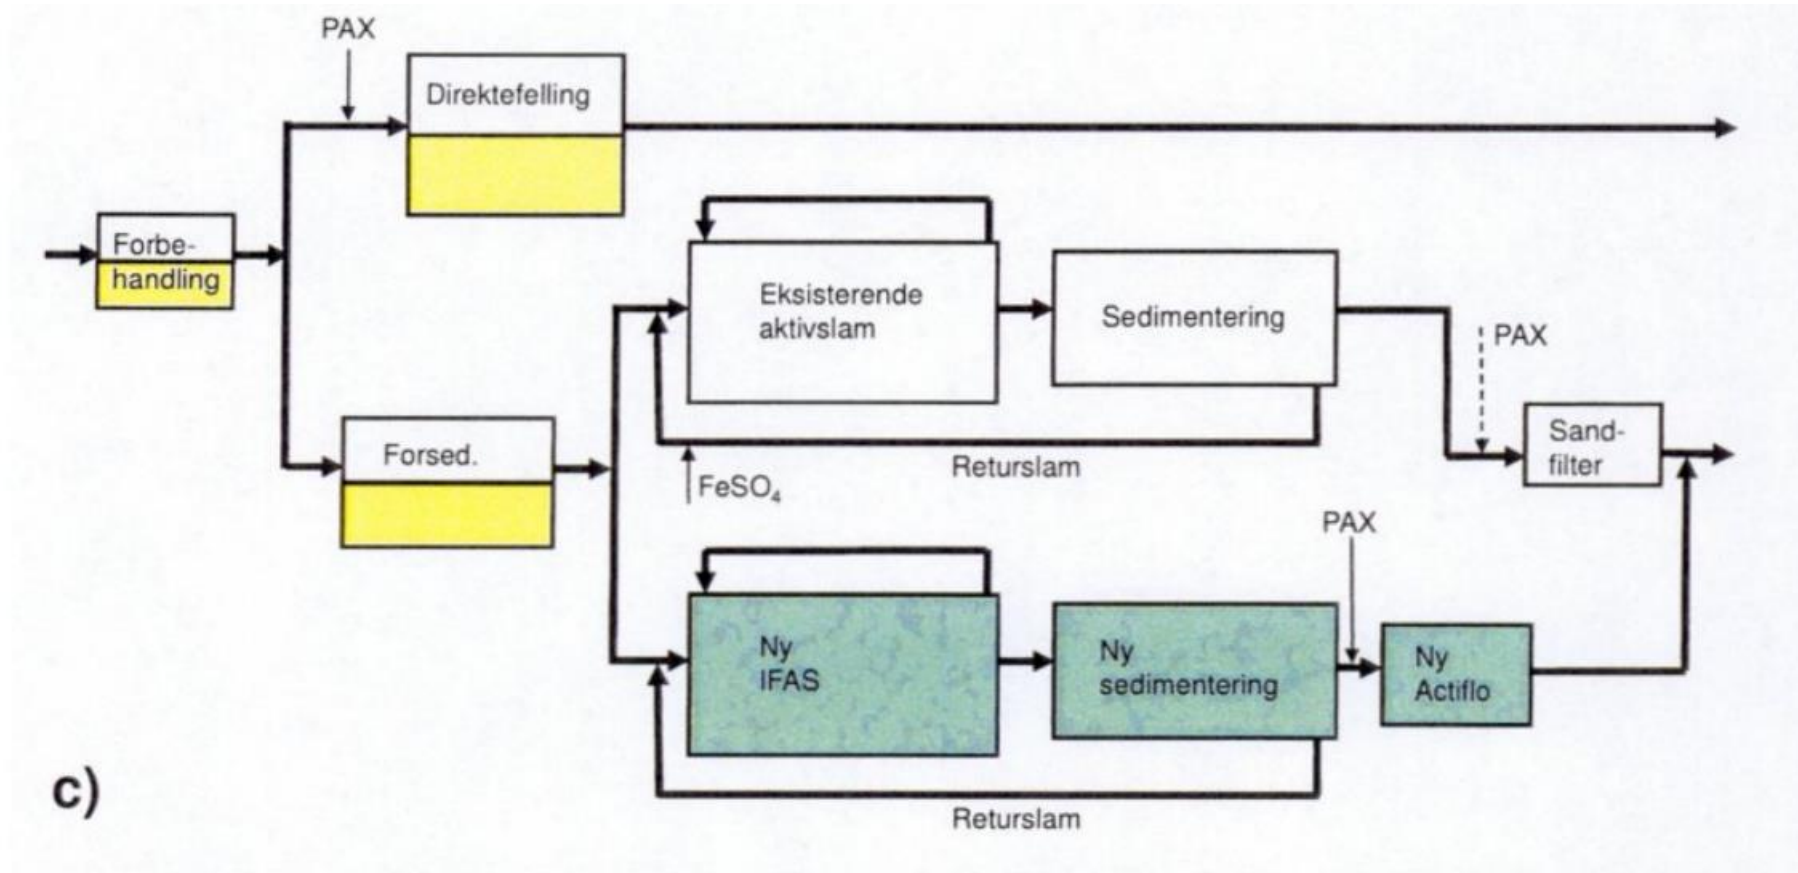 PAX
Direktefelling
Forbe-
handling
Eksisterende
aktivslam
Sedimentering
PAX
Forsed.
Sand-
filter
Returslam
FeSO₄
PAX
Ny
IFAS
Ny
sedimentering
Ny
Actiflo
c)
Returslam